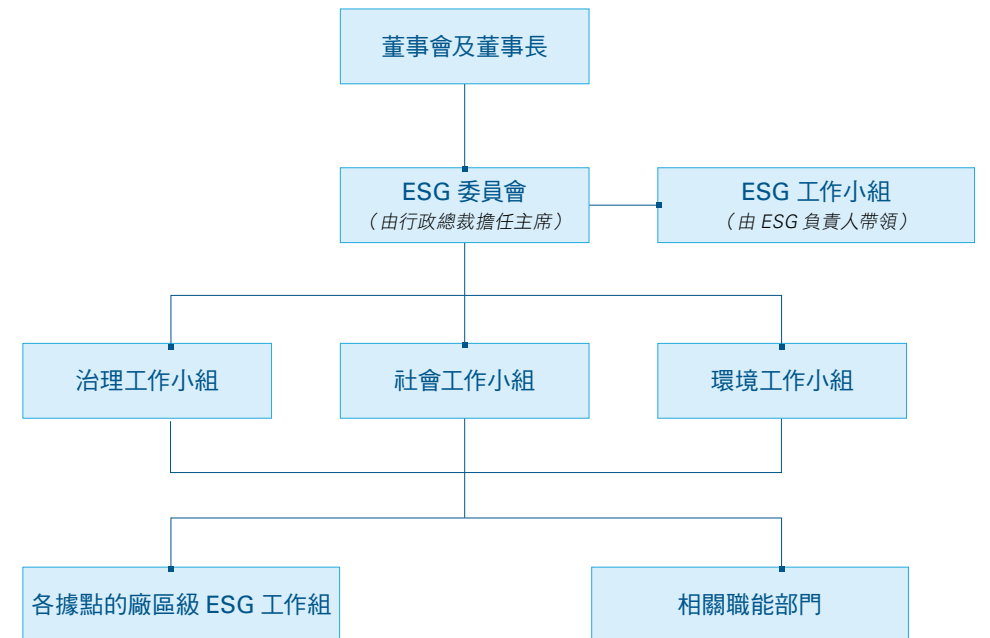 董事會及董事長
ESG 委員會
（由行政總裁擔任主席）
ESG 工作小組
（由 ESG 負責人帶領）
治理工作小組
社會工作小組
環境工作小組
各據點的廠區級 ESG 工作組
相關職能部門